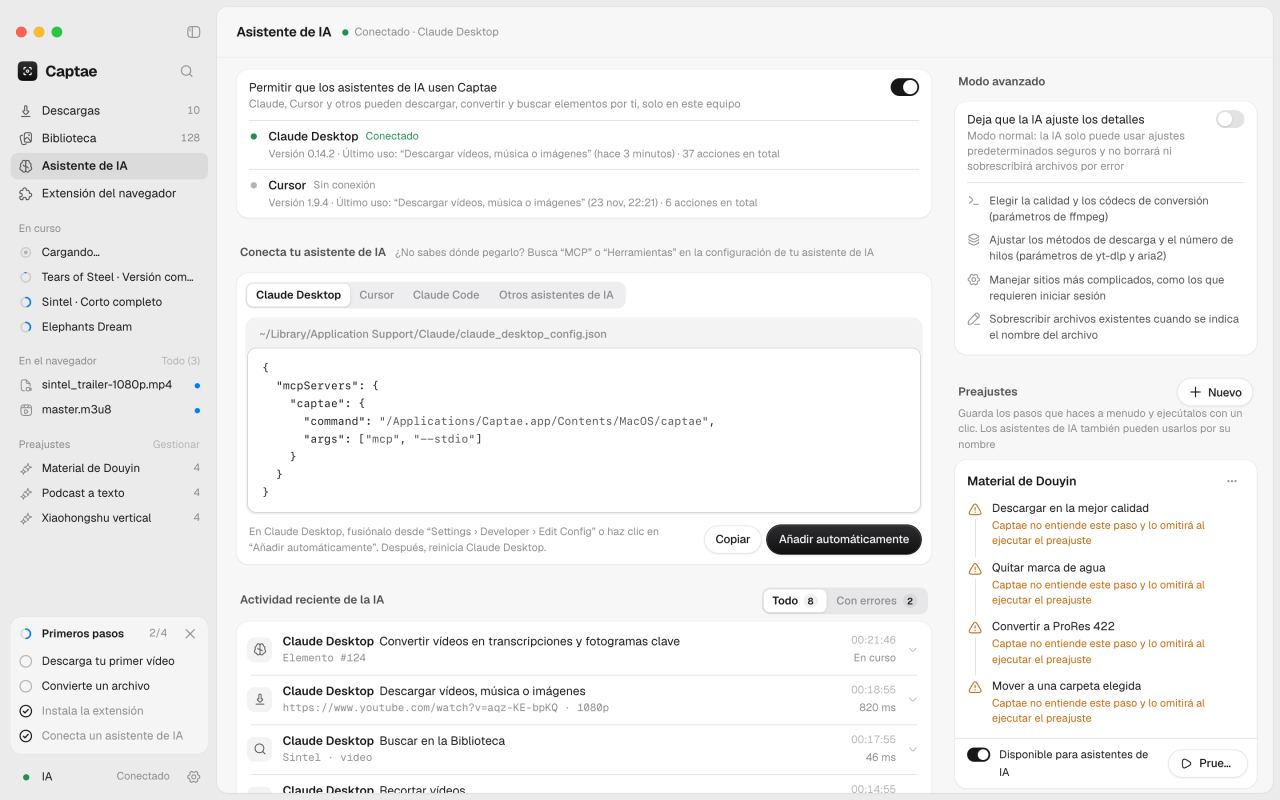 Captae
Descargas 10
Biblioteca 128
Asistente de IA
Extensión del navegador
En curso
Cargando...
Tears of Steel · Versión com...
Sintel · Corto completo
Elephants Dream
En el navegador Todo (3)
sintel_trailer-1080p.mp4
master.m3u8
Preajustes Gestionar
Material de Douyin 4
Podcast a texto 4
Xiaohongshu vertical 4
Primeros pasos 2/4
Descarga tu primer vídeo
Convierte un archivo
Instala la extensión
Conecta un asistente de IA
IA Conectado
Asistente de IA Conectado · Claude Desktop
Permitir que los asistentes de IA usen Captae
Claude, Cursor y otros pueden descargar, convertir y buscar elementos por ti, solo en este equipo
Claude Desktop Conectado
Versión 0.14.2 · Último uso: “Descargar vídeos, música o imágenes” (hace 3 minutos) · 37 acciones en total
Cursor Sin conexión
Versión 1.9.4 · Último uso: “Descargar vídeos, música o imágenes” (23 nov, 22:21) · 6 acciones en total
Conecta tu asistente de IA ¿No sabes dónde pegarlo? Busca “MCP” o “Herramientas” en la configuración de tu asistente de IA
Claude Desktop Cursor Claude Code Otros asistentes de IA
~/Library/Application Support/Claude/claude_desktop_config.json
{
"mcpServers": {
"captae": {
"command": "/Applications/Captae.app/Contents/MacOS/captae",
"args": ["mcp", "--stdio"]
}
}
}
En Claude Desktop, fusiónalo desde “Settings › Developer › Edit Config” o haz clic en
“Añadir automáticamente”. Después, reinicia Claude Desktop.
Copiar Añadir automáticamente
Actividad reciente de la IA Todo 8 Con errores 2
Claude Desktop Convertir vídeos en transcripciones y fotogramas clave 00:21:46
Elemento #124 En curso
Claude Desktop Descargar vídeos, música o imágenes 00:18:55
https://www.youtube.com/watch?v=aqz-KE-bpKQ · 1080p 820 ms
Claude Desktop Buscar en la Biblioteca 00:17:55
Sintel · video 46 ms
Claude Desktop Recortar vídeos 00:14:55
Modo avanzado
Deja que la IA ajuste los detalles
Modo normal: la IA solo puede usar ajustes
predeterminados seguros y no borrará ni
sobrescribirá archivos por error
Elegir la calidad y los códecs de conversión
(parámetros de ffmpeg)
Ajustar los métodos de descarga y el número de
hilos (parámetros de yt-dlp y aria2)
Manejar sitios más complicados, como los que
requieren iniciar sesión
Sobrescribir archivos existentes cuando se indica
el nombre del archivo
Preajustes Nuevo
Guarda los pasos que haces a menudo y ejecútalos con un
clic. Los asistentes de IA también pueden usarlos por su
nombre
Material de Douyin
Descargar en la mejor calidad
Captae no entiende este paso y lo omitirá al
ejecutar el preajuste
Quitar marca de agua
Captae no entiende este paso y lo omitirá al
ejecutar el preajuste
Convertir a ProRes 422
Captae no entiende este paso y lo omitirá al
ejecutar el preajuste
Mover a una carpeta elegida
Captae no entiende este paso y lo omitirá al
ejecutar el preajuste
Disponible para asistentes de
IA
Prue...